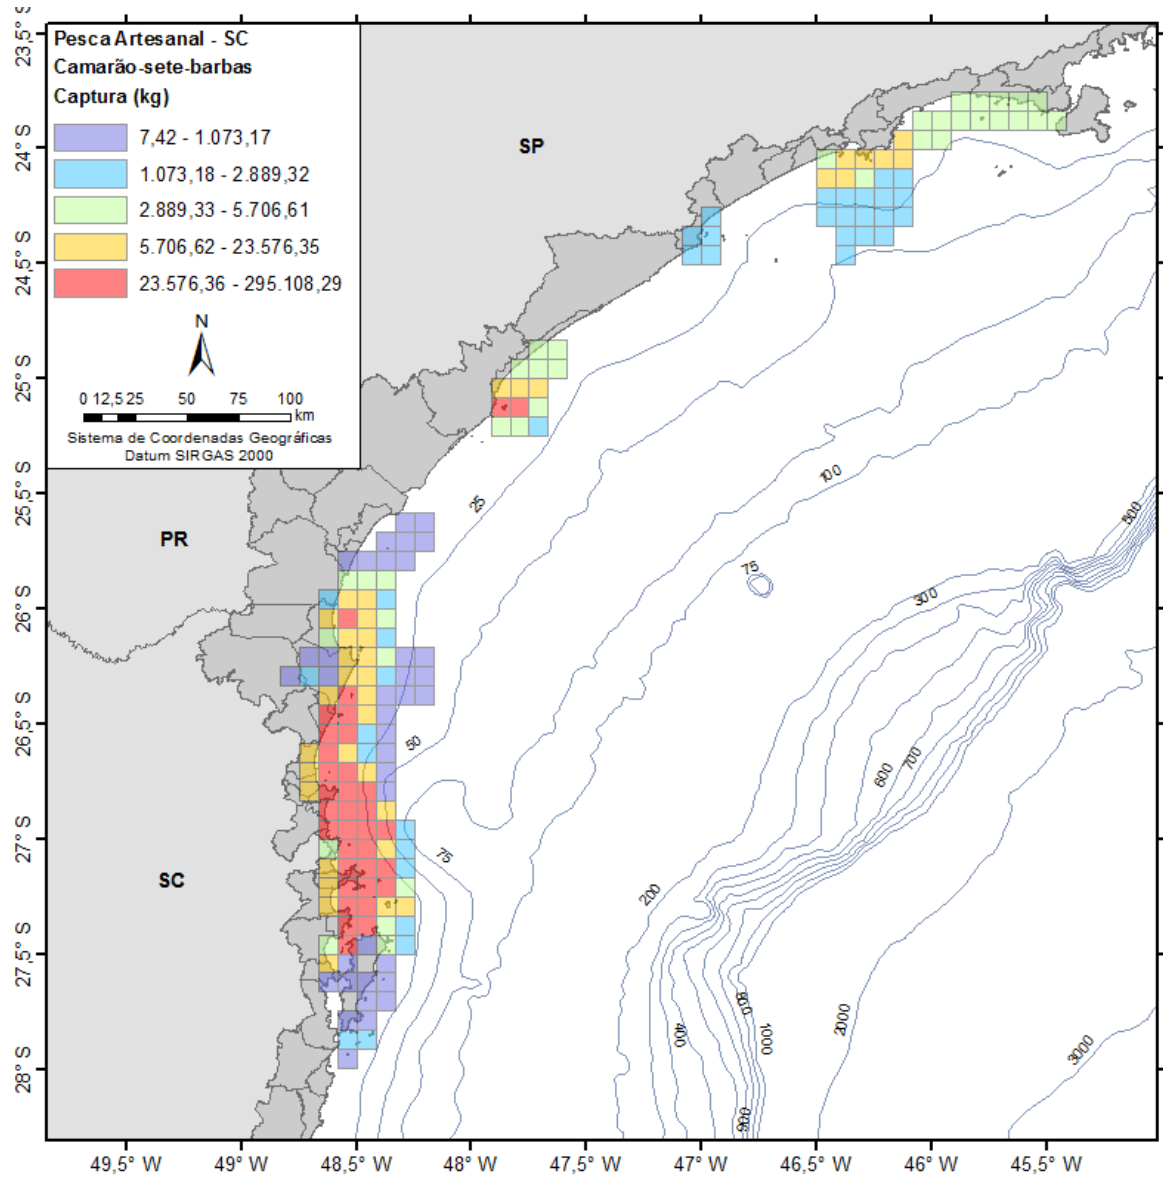 Pesca Artesanal - SC
Camarão-sete-barbas
Captura (kg)
7,42 - 1.073,17
1.073,18 - 2.889,32
2.889,33 - 5.706,61
5.706,62 - 23.576,35
23.576,36 - 295.108,29
N
0 12,5 25 50 75 100
km
Sistema de Coordenadas Geográficas
Datum SIRGAS 2000
SP
PR
SC
25
100
500
75
300
50
600
700
75
200
400
800
1000
2000
900
3000
23,5° S
24° S
24,5° S
25° S
25,5° S
26° S
26,5° S
27° S
27,5° S
28° S
49,5° W
49° W
48,5° W
48° W
47,5° W
47° W
46,5° W
46° W
45,5° W